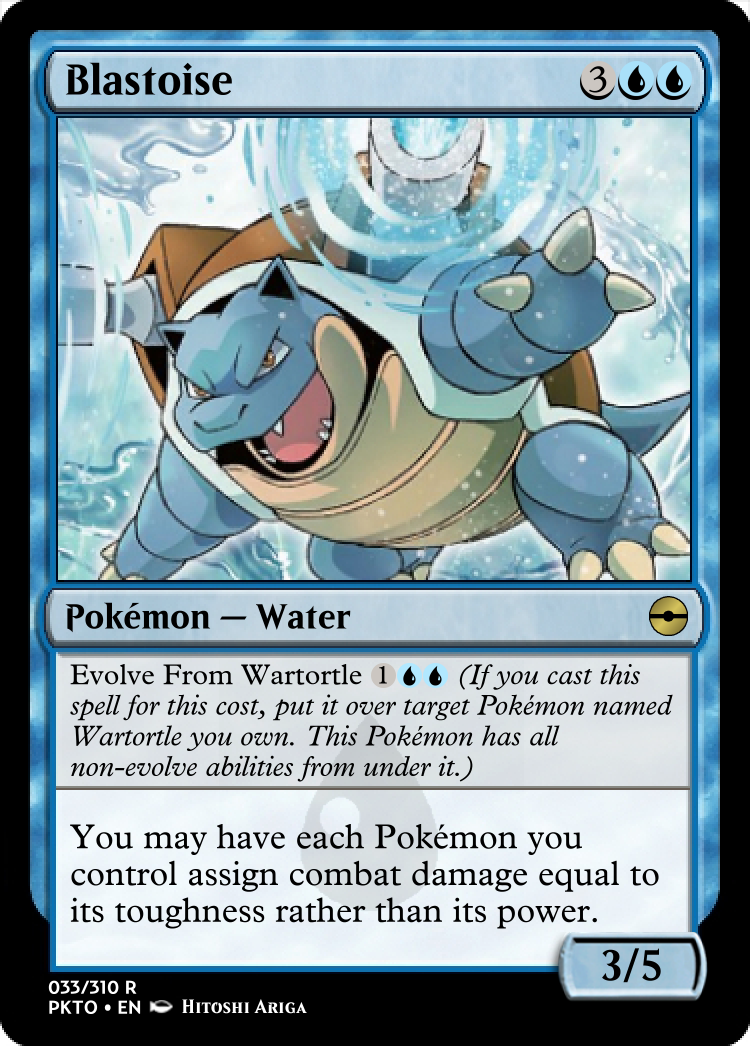 Blastoise 3
Pokémon — Water
Evolve From Wartortle 1 (If you cast this
spell for this cost, put it over target Pokémon named
Wartortle you own. This Pokémon has all
non-evolve abilities from under it.)
You may have each Pokémon you
control assign combat damage equal to
its toughness rather than its power.
3/5
033/310 R
PKTO • EN HITOSHI ARIGA